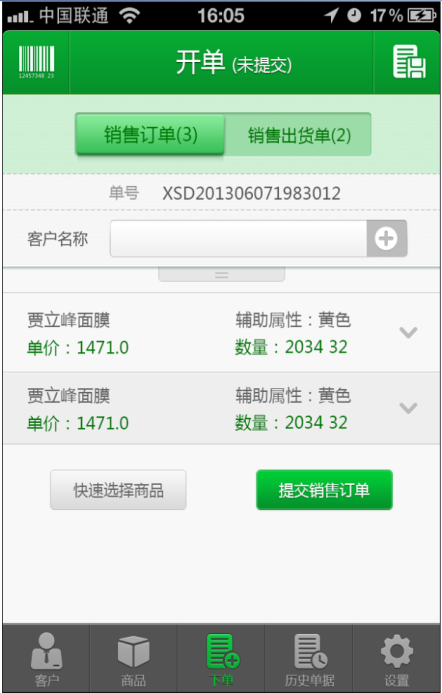 中国联通 16:05 17%
12457348 23
开单 (未提交)
销售订单(3) 销售出货单(2)
单号 XSD201306071983012
客户名称
贾立峰面膜 辅助属性：黄色
单价：1471.0 数量：2034 32
贾立峰面膜 辅助属性：黄色
单价：1471.0 数量：2034 32
快速选择商品 提交销售订单
客户 商品 下单 历史单据 设置